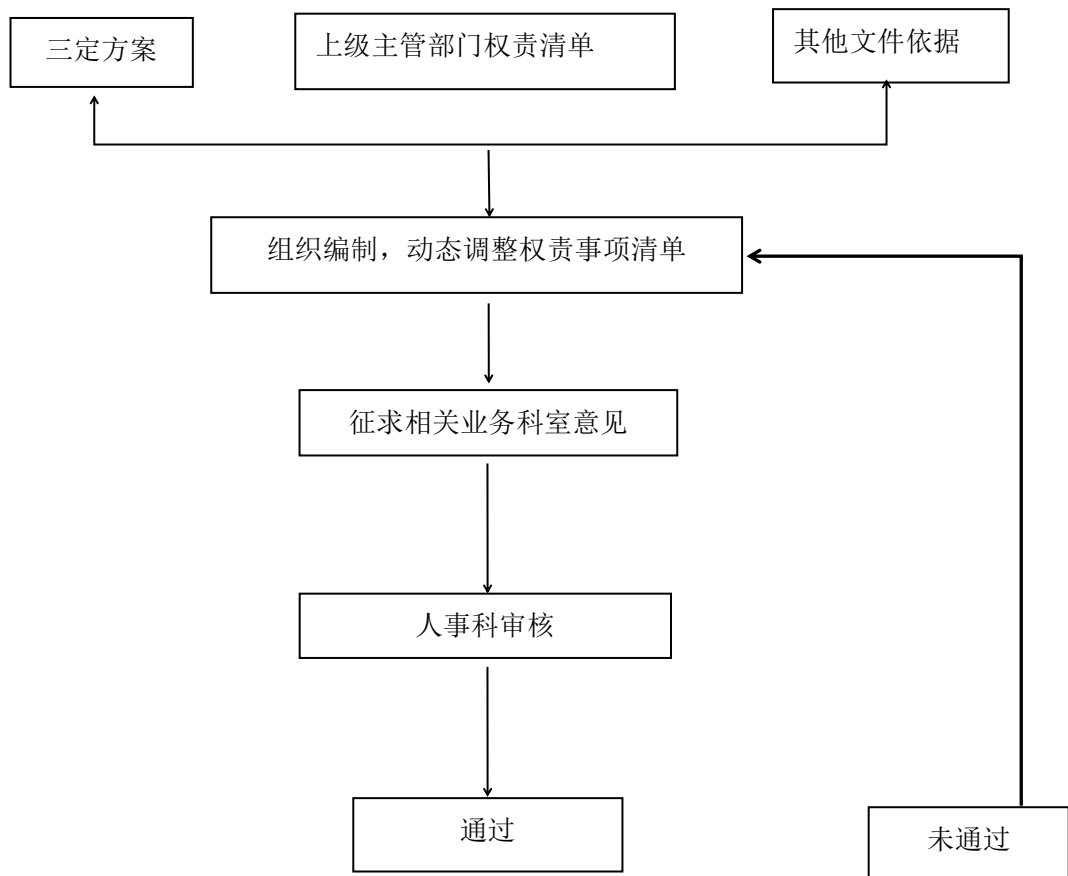 三定方案
上级主管部门权责清单
其他文件依据
组织编制，动态调整权责事项清单
征求相关业务科室意见
人事科审核
通过
未通过